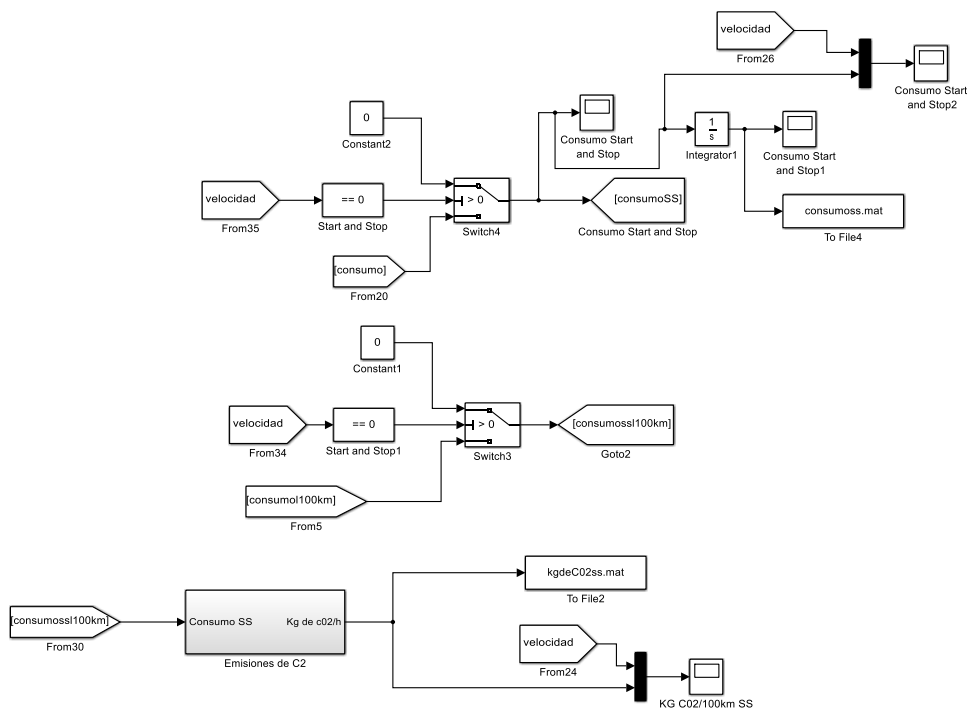 velocidad
From26
Consumo Start
and Stop2
0
Constant2
Consumo Start
and Stop
1
s
Integrator1
Consumo Start
and Stop1
velocidad
From35
== 0
Start and Stop
> 0
Switch4
[consumoSS]
Consumo Start and Stop
consumoss.mat
To File4
[consumo]
From20
0
Constant1
velocidad
From34
== 0
Start and Stop1
> 0
Switch3
[consumossl100km]
Goto2
[consumol100km]
From5
kgdeC02ss.mat
To File2
[consumossl100km]
From30
Consumo SS
Kg de c02/h
Emisiones de C2
velocidad
From24
KG C02/100km SS